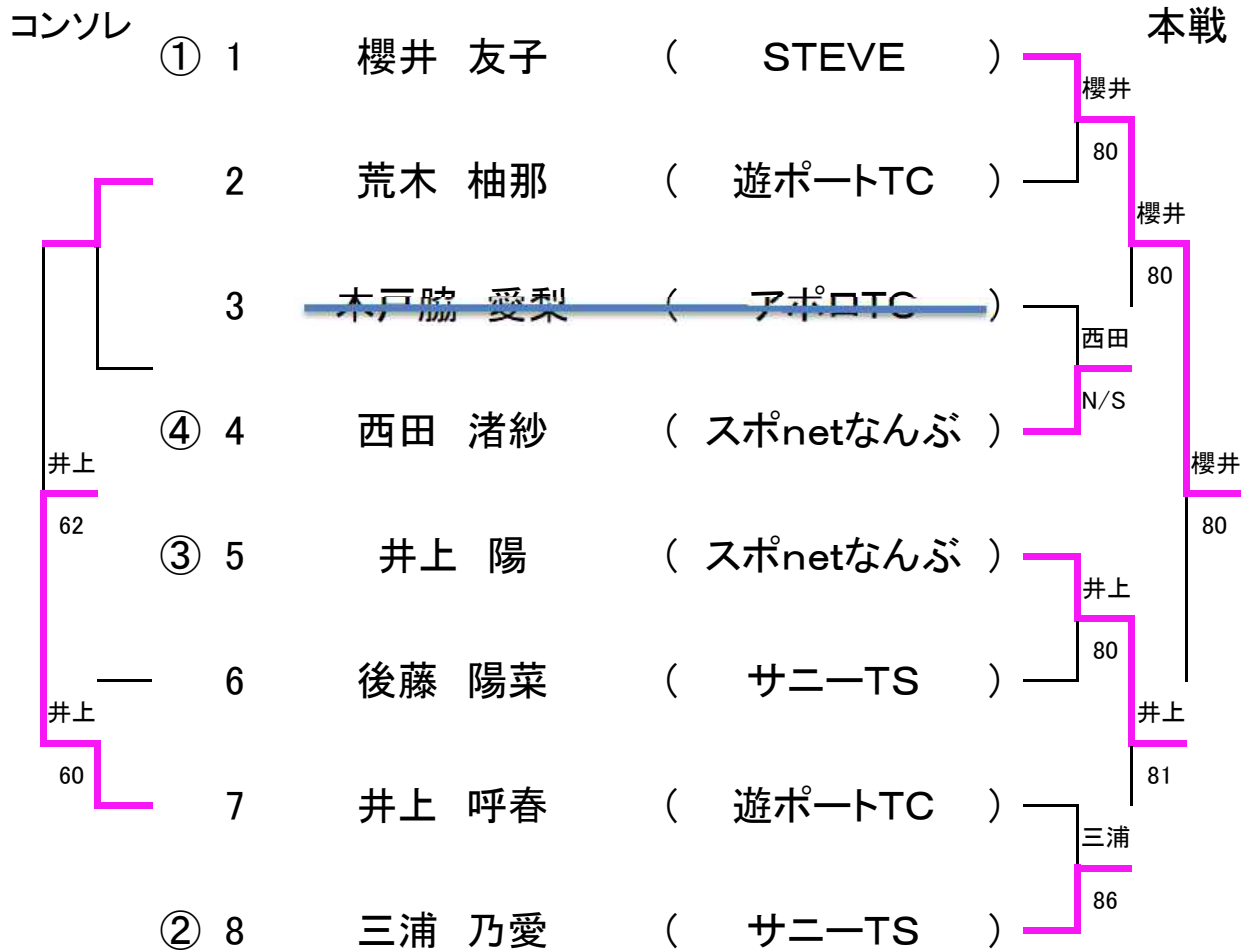 コンソレ 本戦
① 1 櫻井 友子 ( STEVE )
櫻井
80
2 荒木 柚那 ( 遊ポートTC )
櫻井
80
3 木戸脇 愛梨 ( アポロTC )
西田
N/S
④ 4 西田 渚紗 ( スポnetなんぶ )
井上
62
櫻井
80
③ 5 井上 陽 ( スポnetなんぶ )
井上
80
6 後藤 陽菜 ( サニーTS )
井上
60
井上
81
7 井上 呼春 ( 遊ポートTC )
三浦
86
② 8 三浦 乃愛 ( サニーTS )